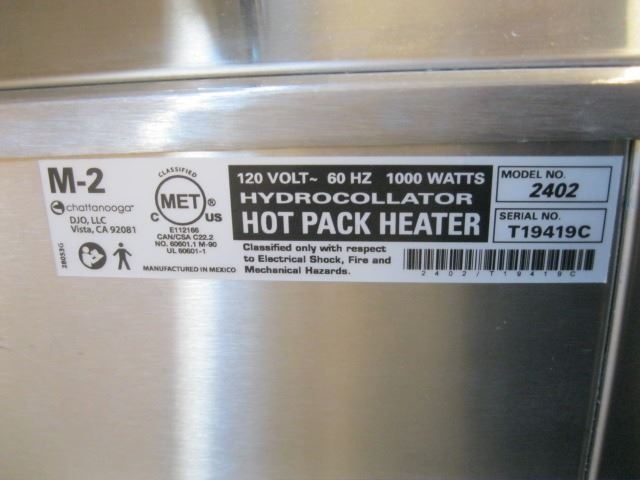 M-2
chattanooga®
DJO, LLC
Vista, CA 92081
28053G
CLASSIFIED
MET®
C US
E112166
CAN/CSA C22.2
NO. 60601.1 M-90
UL 60601-1
MANUFACTURED IN MEXICO
120 VOLT~ 60 HZ 1000 WATTS
HYDROCOLLATOR
HOT PACK HEATER
Classified only with respect
to Electrical Shock, Fire and
Mechanical Hazards.
MODEL NO.
2402
SERIAL NO.
T19419C
2402/T19419C